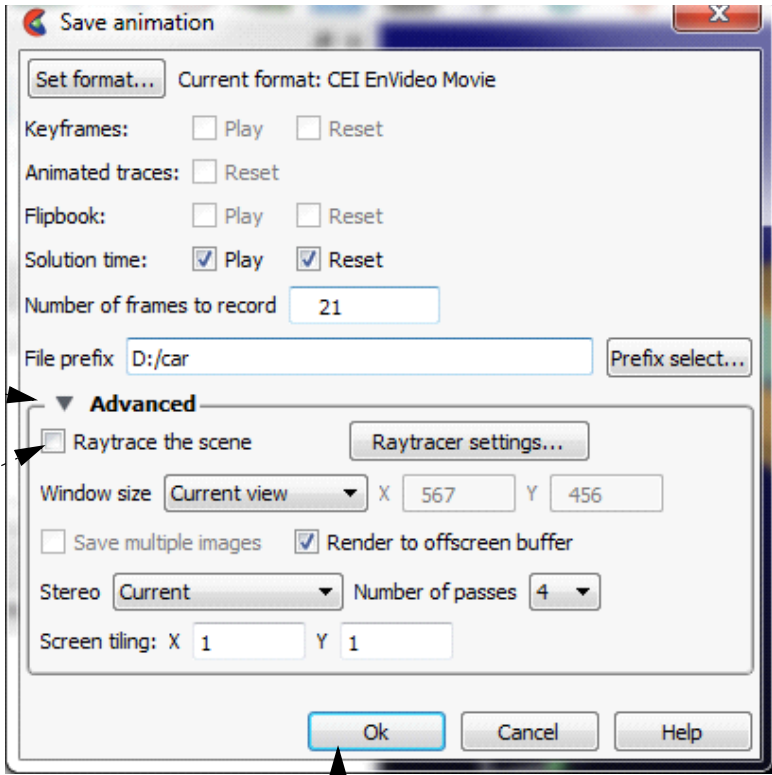 Save animation
Set format... Current format: CEI EnVideo Movie
Keyframes: Play Reset
Animated traces: Reset
Flipbook: Play Reset
Solution time: Play Reset
Number of frames to record 21
File prefix D:/car Prefix select...
Advanced
Raytrace the scene Raytracer settings...
Window size Current view X 567 Y 456
Save multiple images Render to offscreen buffer
Stereo Current Number of passes 4
Screen tiling: X 1 Y 1
Ok Cancel Help